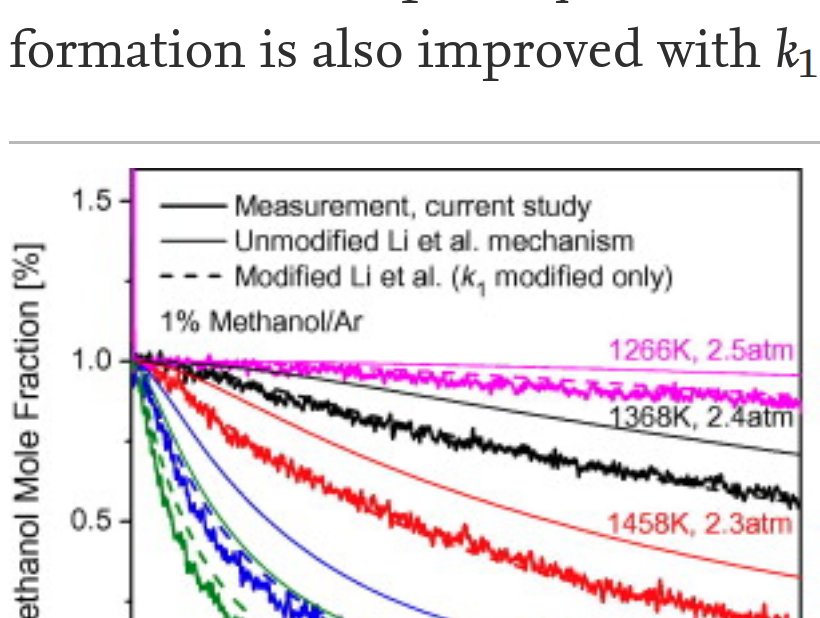 formation is also improved with k1
1.5
Measurement, current study
Unmodified Li et al. mechanism
Modified Li et al. (k1 modified only)
1% Methanol/Ar
1266K, 2.5atm
1.0
1368K, 2.4atm
1458K, 2.3atm
0.5
ethanol Mole Fraction [%]